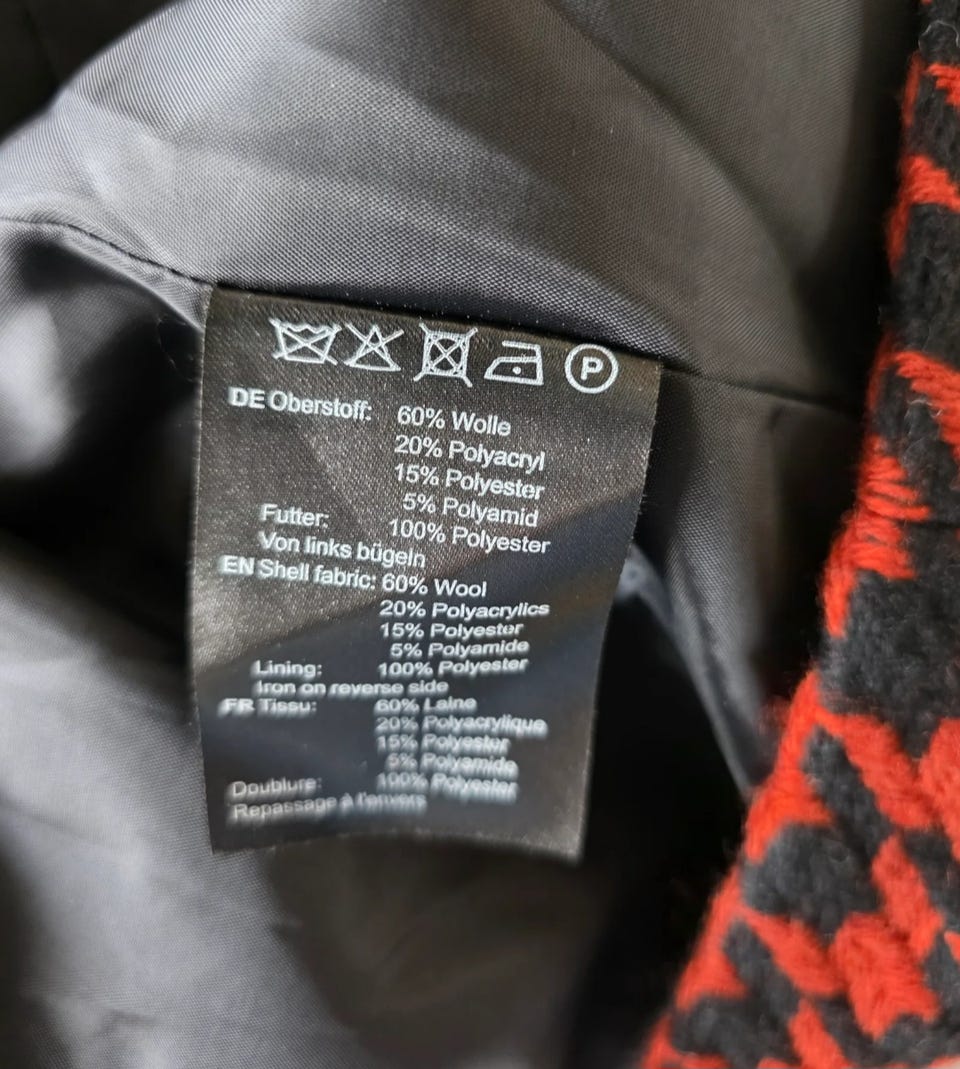 P
DE Oberstoff: 60% Wolle
20% Polyacryl
15% Polyester
5% Polyamid
Futter: 100% Polyester
Von links bügeln
EN Shell fabric: 60% Wool
20% Polyacrylics
15% Polyester
5% Polyamide
Lining: 100% Polyester
Iron on reverse side
FR Tissu: 60% Laine
20% Polyacrylique
15% Polyester
5% Polyamide
Doublure: 100% Polyester
Repassage à l'envers